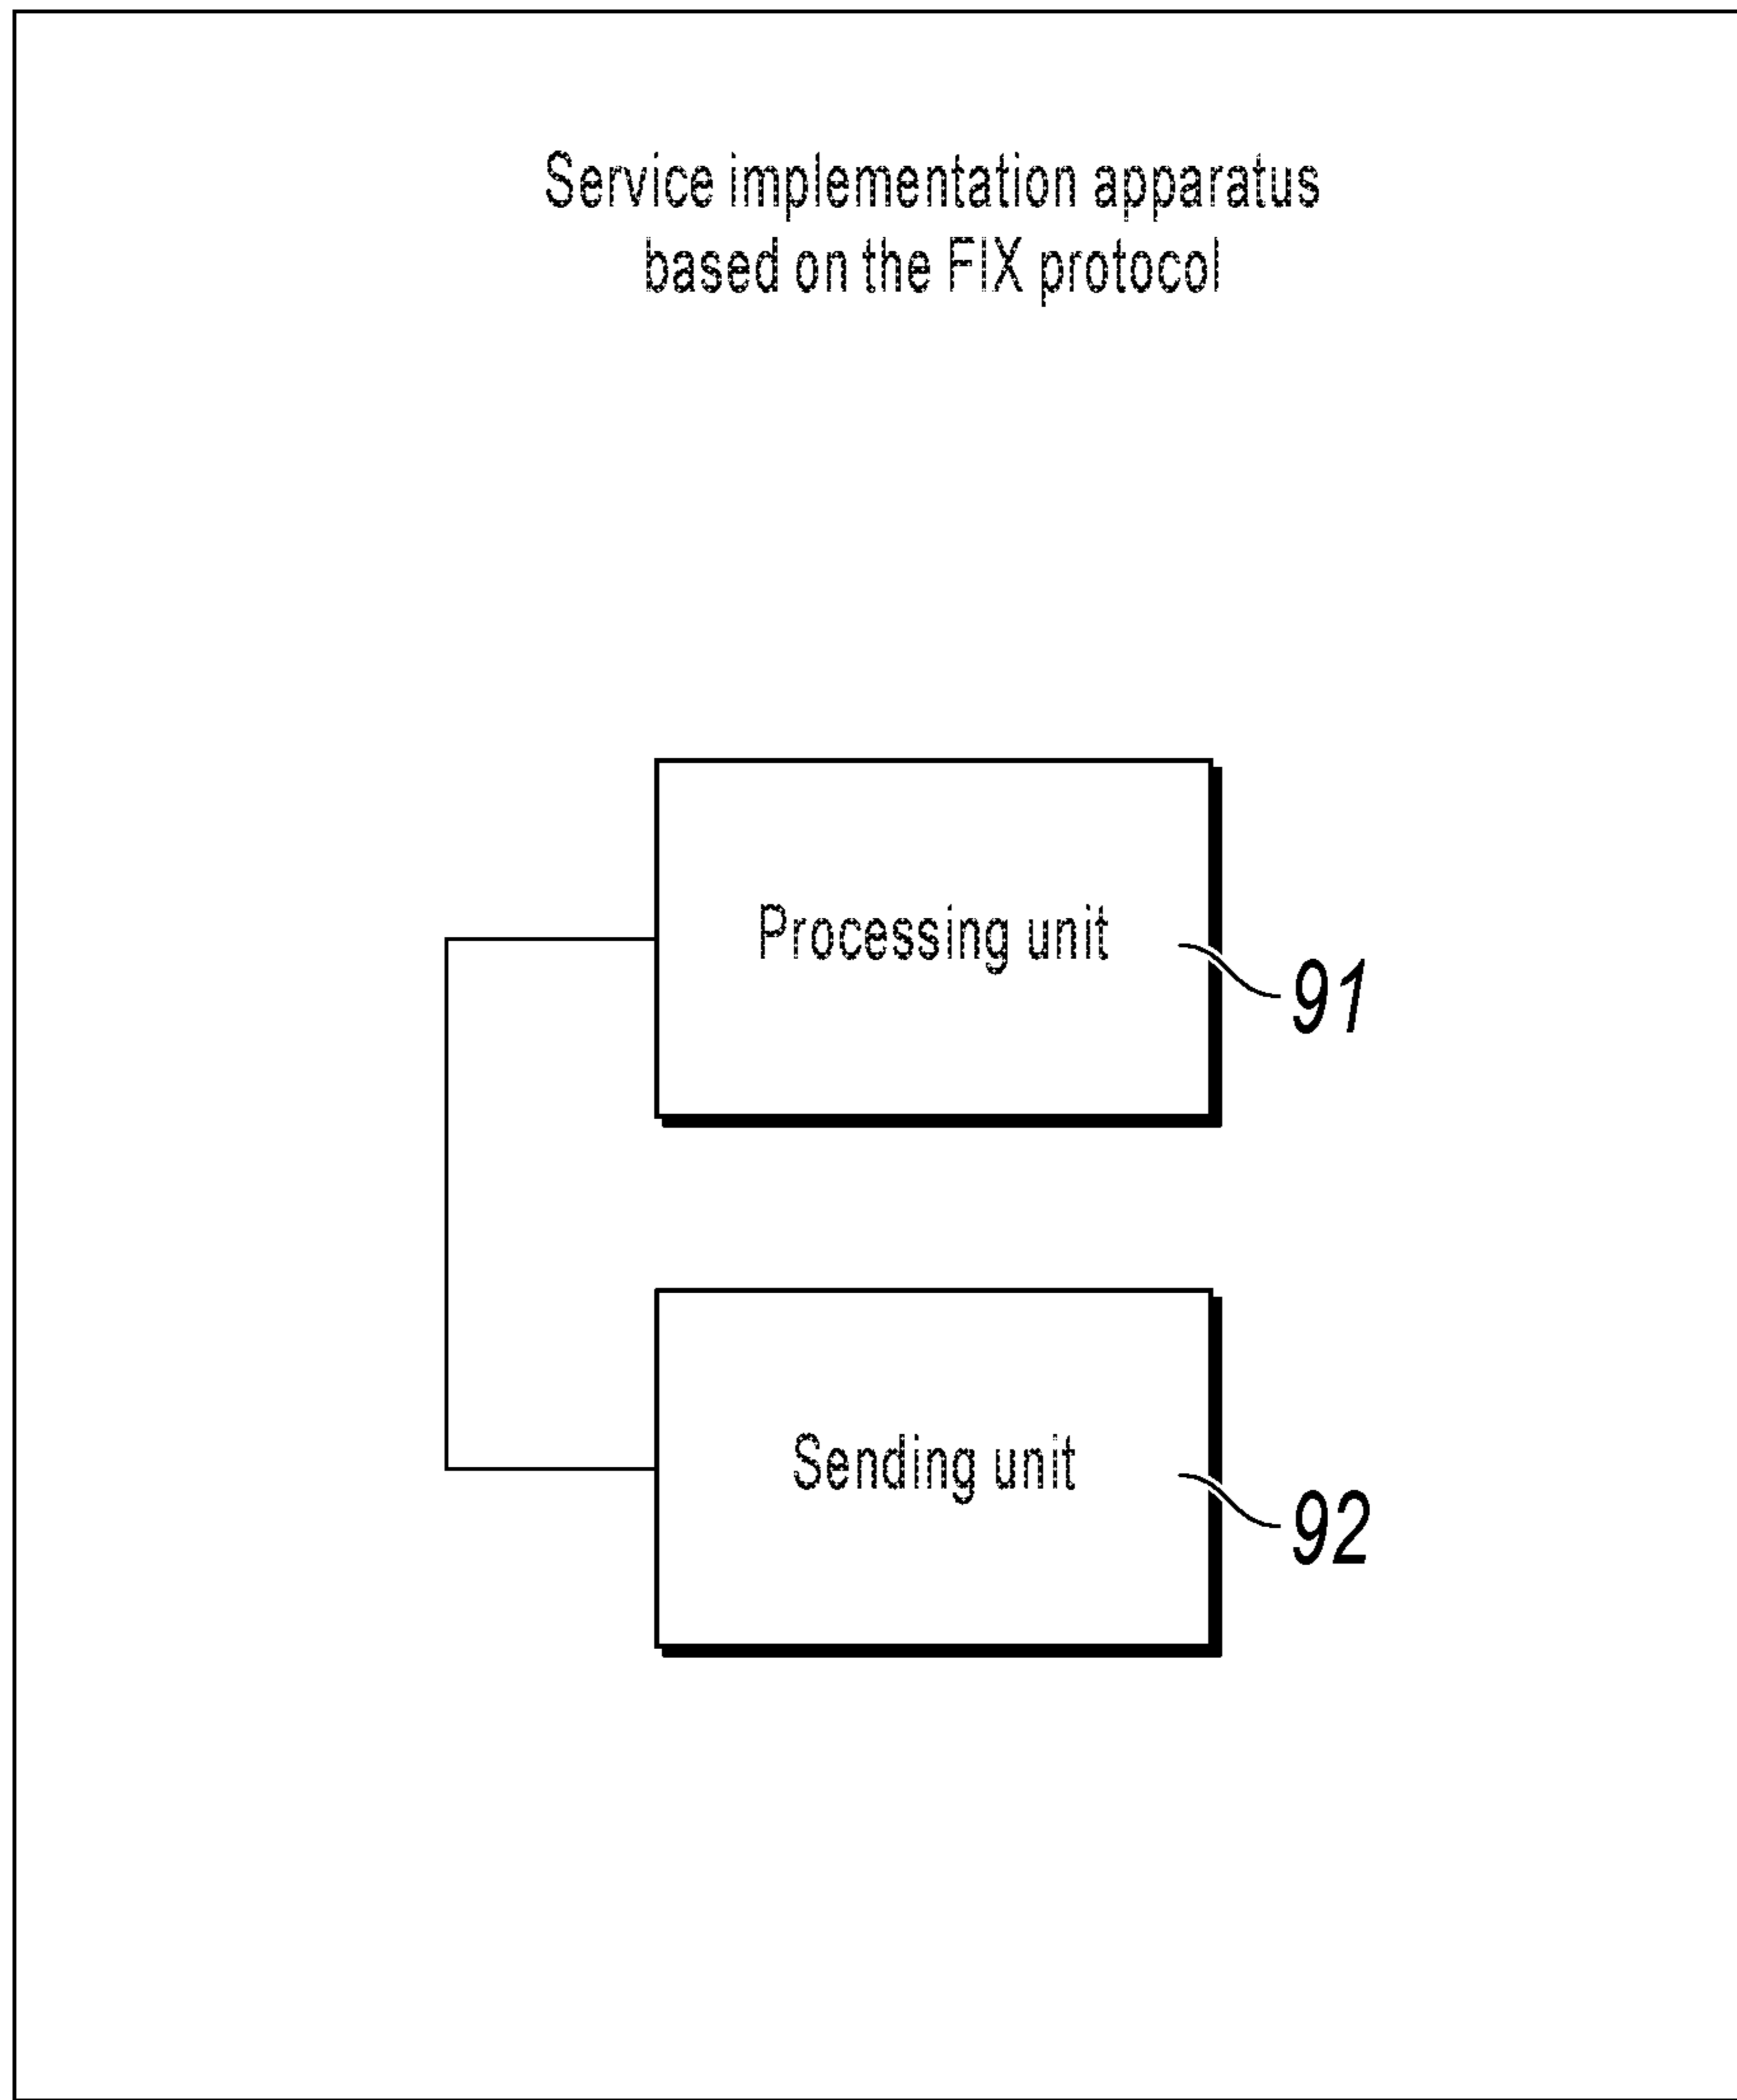 Service implementation apparatus
based on the FIX protocol
Processing unit
91
Sending unit
92